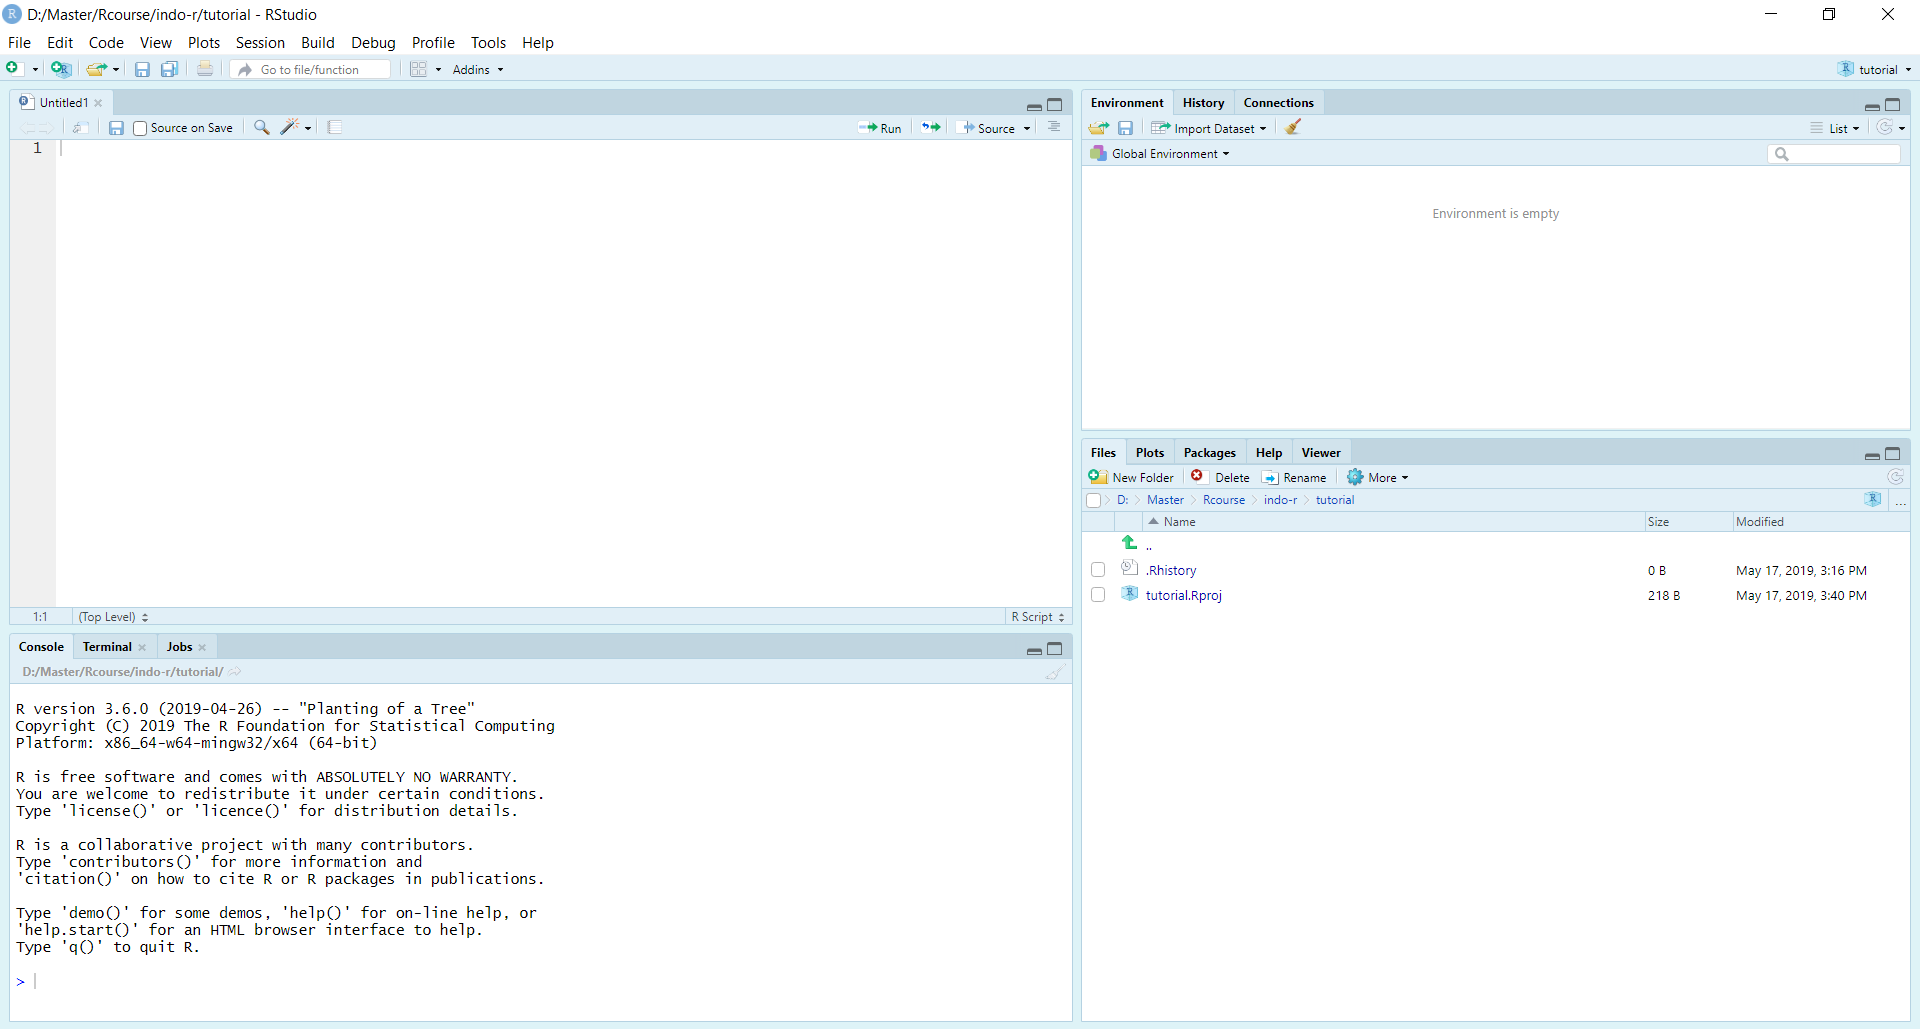 D:/Master/Rcourse/indo-r/tutorial - RStudio
File Edit Code View Plots Session Build Debug Profile Tools Help
Go to file/function Addins tutorial
Untitled1
Source on Save Run Source
1
1:1 (Top Level) R Script
Console Terminal Jobs
D:/Master/Rcourse/indo-r/tutorial/
R version 3.6.0 (2019-04-26) -- "Planting of a Tree"
Copyright (C) 2019 The R Foundation for Statistical Computing
Platform: x86_64-w64-mingw32/x64 (64-bit)
R is free software and comes with ABSOLUTELY NO WARRANTY.
You are welcome to redistribute it under certain conditions.
Type 'license()' or 'licence()' for distribution details.
R is a collaborative project with many contributors.
Type 'contributors()' for more information and
'citation()' on how to cite R or R packages in publications.
Type 'demo()' for some demos, 'help()' for on-line help, or
'help.start()' for an HTML browser interface to help.
Type 'q()' to quit R.
>
Environment History Connections
Import Dataset List
Global Environment
Environment is empty
Files Plots Packages Help Viewer
New Folder Delete Rename More
D: Master Rcourse indo-r tutorial ...
Name Size Modified
..
.Rhistory 0 B May 17, 2019, 3:16 PM
tutorial.Rproj 218 B May 17, 2019, 3:40 PM